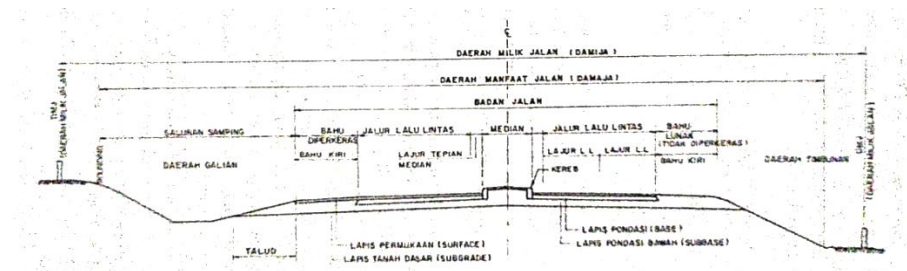 ℄
DAERAH MILIK JALAN (DAMIJA)
DAERAH MANFAAT JALAN (DAMAJA)
BADAN JALAN
DMJ
(DAERAH MILIK JALAN)
SALURAN SAMPING
BAHU
DIPERKERAS
JALUR LALU LINTAS
MEDIAN
JALUR LALU LINTAS
BAHU
LUNAK
(TIDAK DIPERKERAS)
DMJ
(DAERAH MILIK JALAN)
DAERAH GALIAN
BAHU KIRI
LAJUR TEPIAN
MEDIAN
LAJUR L.L
LAJUR L.L
BAHU KIRI
DAERAH TIMBUNAN
KEREB
TALUD
LAPIS PERMUKAAN (SURFACE)
LAPIS TANAH DASAR (SUBGRADE)
LAPIS PONDASI (BASE)
LAPIS PONDASI BAWAH (SUBBASE)